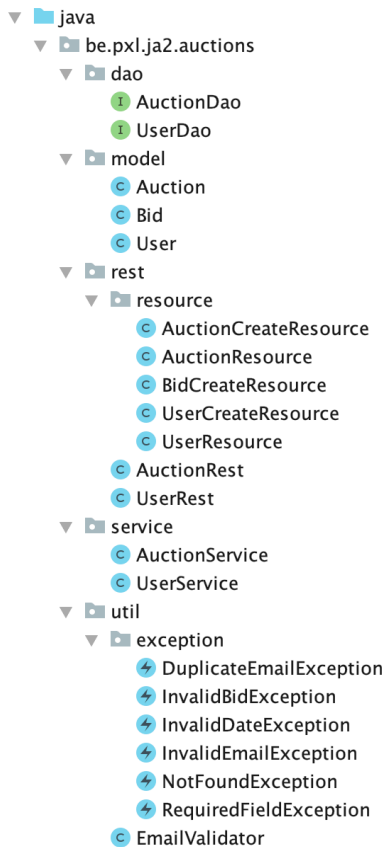 java
be.pxl.ja2.auctions
dao
I AuctionDao
I UserDao
model
C Auction
C Bid
C User
rest
resource
C AuctionCreateResource
C AuctionResource
C BidCreateResource
C UserCreateResource
C UserResource
C AuctionRest
C UserRest
service
C AuctionService
C UserService
util
exception
DuplicateEmailException
InvalidBidException
InvalidDateException
InvalidEmailException
NotFoundException
RequiredFieldException
C EmailValidator